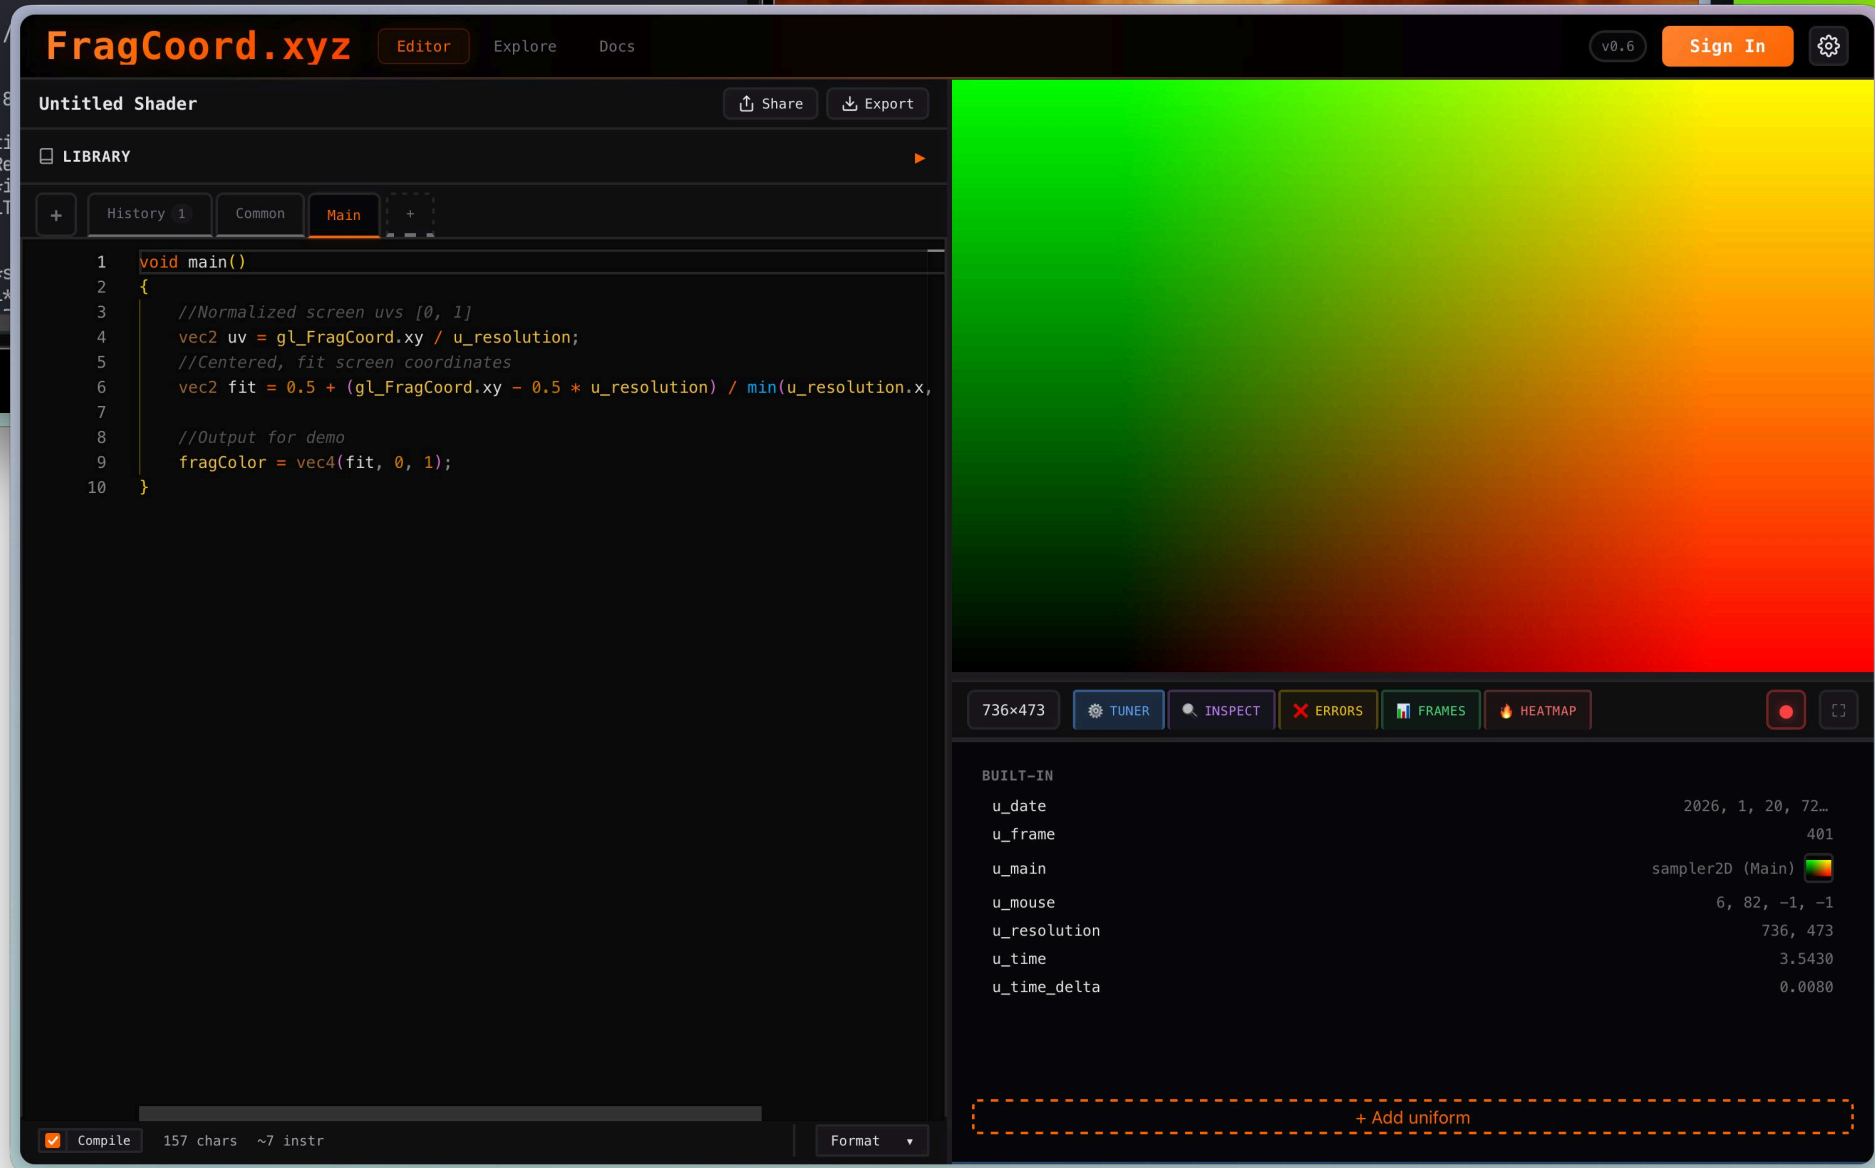 FragCoord.xyz
Editor
Explore
Docs
v0.6
Sign In
Untitled Shader
Share
Export
LIBRARY
+
History 1
Common
Main
+
1 void main()
2 {
3 //Normalized screen uvs [0, 1]
4 vec2 uv = gl_FragCoord.xy / u_resolution;
5 //Centered, fit screen coordinates
6 vec2 fit = 0.5 + (gl_FragCoord.xy - 0.5 * u_resolution) / min(u_resolution.x,
7
8 //Output for demo
9 fragColor = vec4(fit, 0, 1);
10 }
Compile
157 chars
~7 instr
Format
736×473
TUNER
INSPECT
ERRORS
FRAMES
HEATMAP
BUILT-IN
u_date 2026, 1, 20, 72…
u_frame 401
u_main sampler2D (Main)
u_mouse 6, 82, -1, -1
u_resolution 736, 473
u_time 3.5430
u_time_delta 0.0080
+ Add uniform